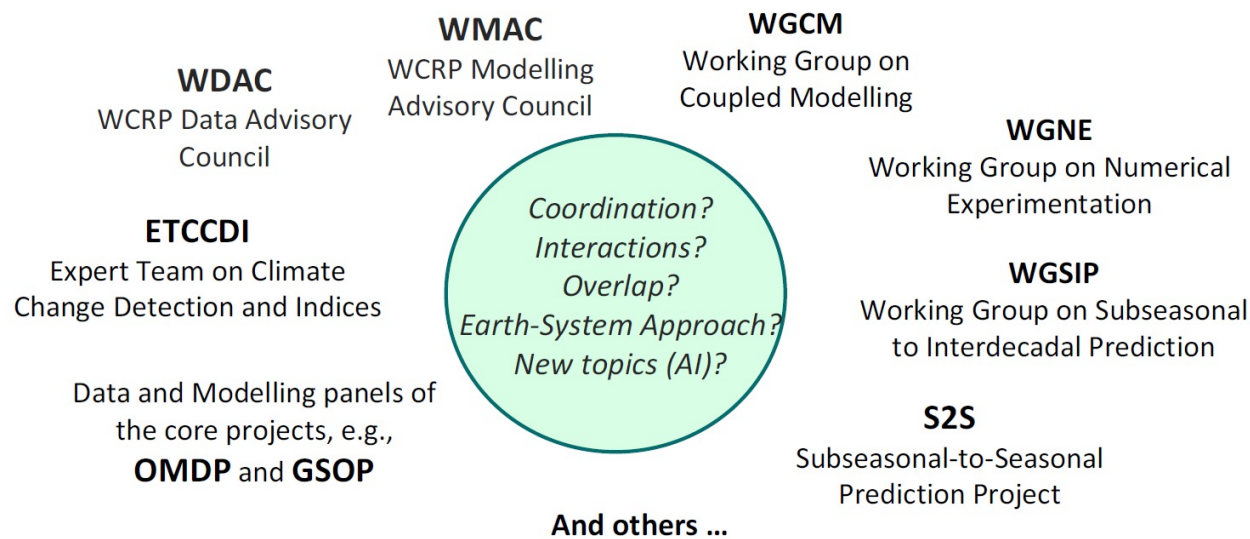 WMAC
WCRP Modelling
Advisory Council
WGCM
Working Group on
Coupled Modelling
WDAC
WCRP Data Advisory
Council
WGNE
Working Group on Numerical
Experimentation
ETCCDI
Expert Team on Climate
Change Detection and Indices
Coordination?
Interactions?
Overlap?
Earth-System Approach?
New topics (AI)?
WGSIP
Working Group on Subseasonal
to Interdecadal Prediction
Data and Modelling panels of
the core projects, e.g.,
OMDP and GSOP
S2S
Subseasonal-to-Seasonal
Prediction Project
And others ...